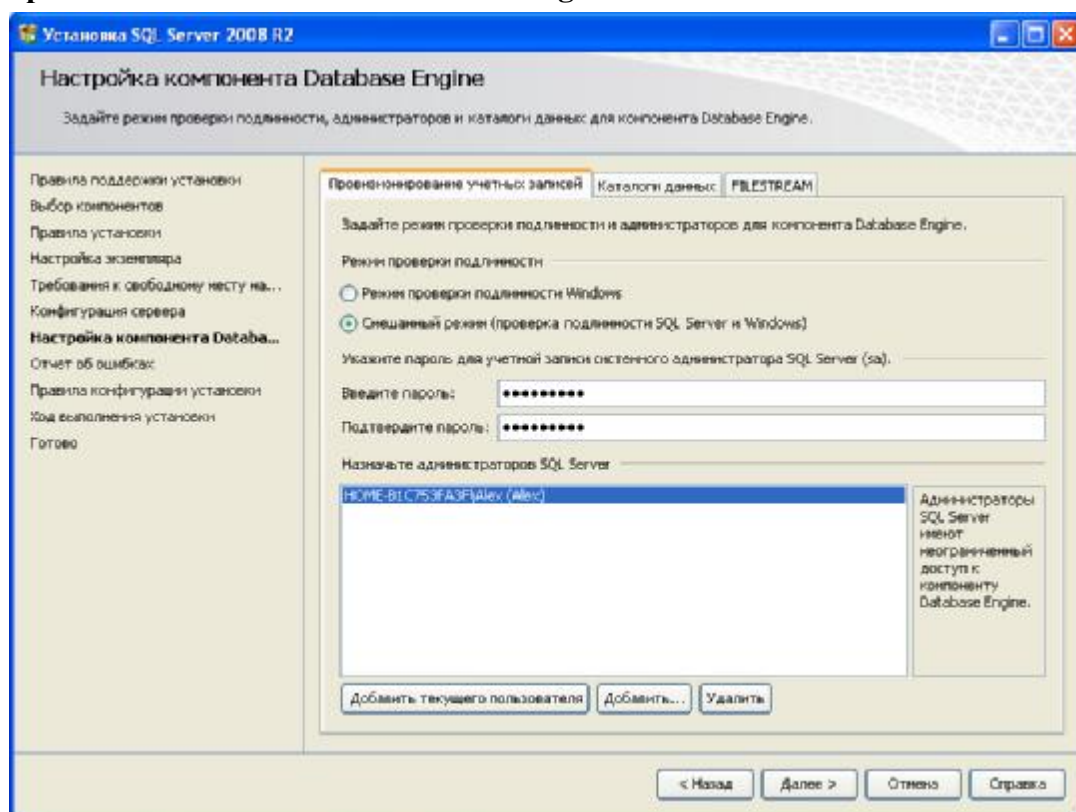 Установка SQL Server 2008 R2
Настройка компонента Database Engine
Задайте режим проверки подлинности, администраторов и каталоги данных для компонента Database Engine.
Правила поддержки установки
Выбор компонентов
Правила установки
Настройка экземпляра
Требования к свободному месту на...
Конфигурация сервера
Настройка компонента Databa...
Отчет об ошибках
Правила конфигурации установки
Ход выполнения установки
Готово
Провизионирование учетных записей
Каталоги данных
FILESTREAM
Задайте режим проверки подлинности и администраторов для компонента Database Engine.
Режим проверки подлинности
Режим проверки подлинности Windows
Смешанный режим (проверка подлинности SQL Server и Windows)
Укажите пароль для учетной записи системного администратора SQL Server (sa).
Введите пароль: •••••••••
Подтвердите пароль: •••••••••
Назначьте администраторов SQL Server
HOME-B1C753FA3F\Alex (Alex)
Администраторы
SQL Server
имеют
неограниченный
доступ к
компоненту
Database Engine.
Добавить текущего пользователя
Добавить...
Удалить
< Назад
Далее >
Отмена
Справка